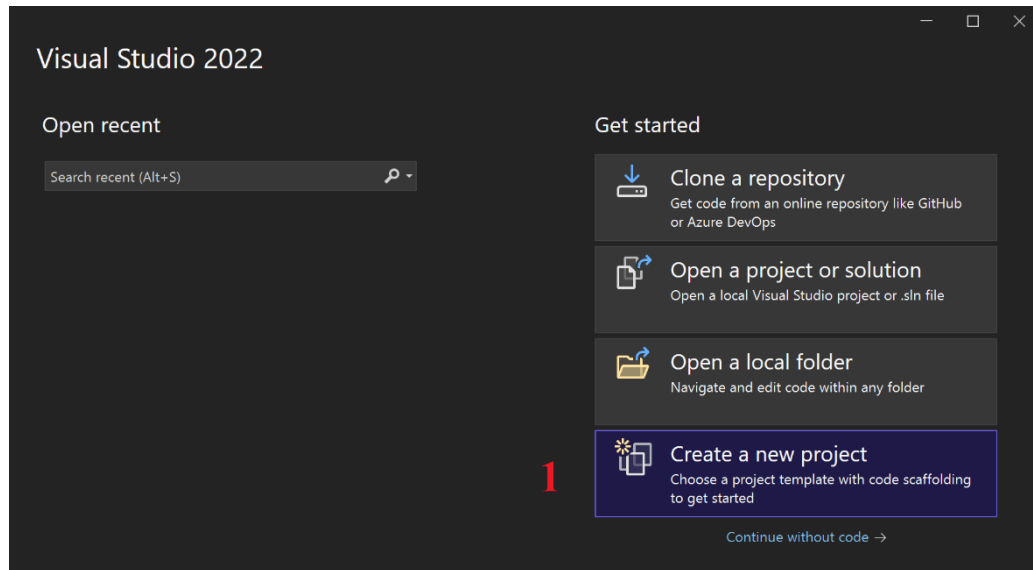 Visual Studio 2022
Open recent
Search recent (Alt+S)
Get started
Clone a repository
Get code from an online repository like GitHub
or Azure DevOps
Open a project or solution
Open a local Visual Studio project or .sln file
Open a local folder
Navigate and edit code within any folder
1
Create a new project
Choose a project template with code scaffolding
to get started
Continue without code →